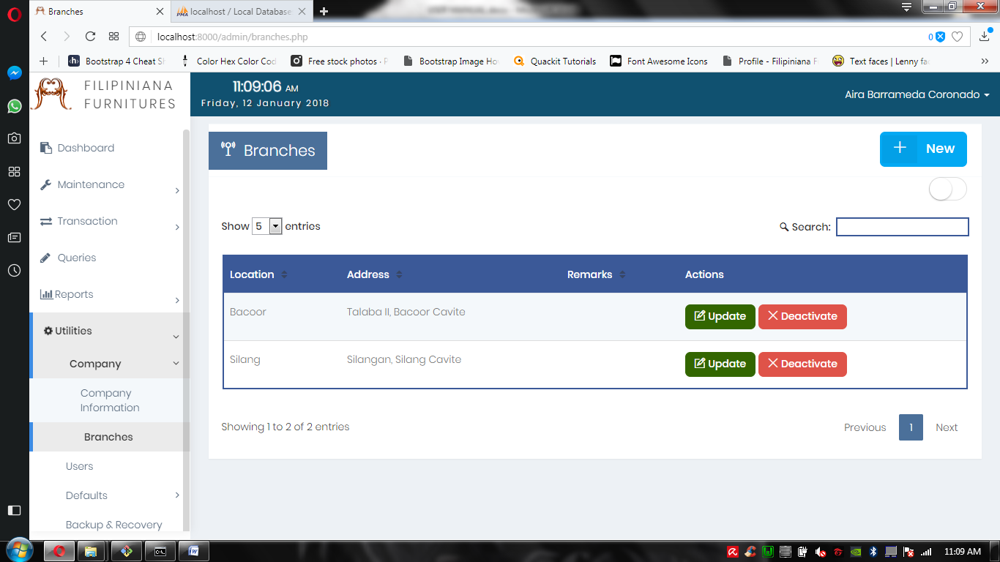 Branches
PMA
localhost / Local Database
localhost:8000/admin/branches.php
0
Bootstrap 4 Cheat Sh
Color Hex Color Cod
Free stock photos · P
Bootstrap Image Ho
Quackit Tutorials
Font Awesome Icons
Profile - Filipiniana F
Text faces | Lenny fa
FILIPINIANA
FURNITURES
11:09:06 AM
Friday, 12 January 2018
Aira Barrameda Coronado
Dashboard
Maintenance
Transaction
Queries
Reports
Utilities
Company
Company
Information
Branches
Users
Defaults
Backup & Recovery
Branches
New
Show 5 entries
Search:
Location Address Remarks Actions
Bacoor Talaba II, Bacoor Cavite Update Deactivate
Silang Silangan, Silang Cavite Update Deactivate
Showing 1 to 2 of 2 entries
Previous 1 Next
11:09 AM